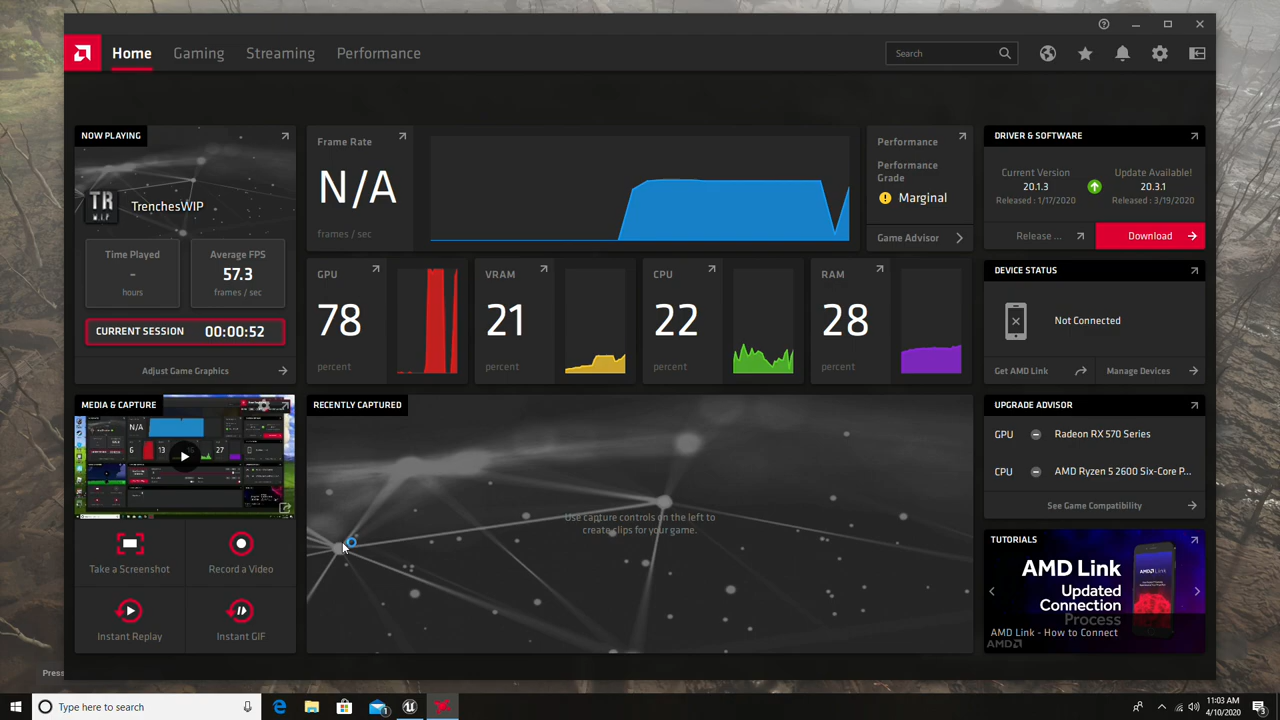 Home
Gaming
Streaming
Performance
Search
NOW PLAYING
TR
W.I.P
TrenchesWIP
Time Played
-
hours
Average FPS
57.3
frames / sec
CURRENT SESSION
00:00:52
Adjust Game Graphics
Frame Rate
N/A
frames / sec
Performance
Performance
Grade
Marginal
Game Advisor
GPU
78
percent
VRAM
21
percent
CPU
22
percent
RAM
28
percent
DRIVER & SOFTWARE
Current Version
20.1.3
Released : 1/17/2020
Update Available!
20.3.1
Released : 3/19/2020
Release ...
Download
DEVICE STATUS
Not Connected
Get AMD Link
Manage Devices
MEDIA & CAPTURE
N/A
6
13
27
Take a Screenshot
Record a Video
Instant Replay
Instant GIF
RECENTLY CAPTURED
Use capture controls on the left to
create clips for your game.
UPGRADE ADVISOR
GPU
Radeon RX 570 Series
CPU
AMD Ryzen 5 2600 Six-Core P...
See Game Compatibility
TUTORIALS
AMD Link
Updated
Connection
Process
AMD Link - How to Connect
AMD
Press
Type here to search
1
11:03 AM
4/10/2020
3